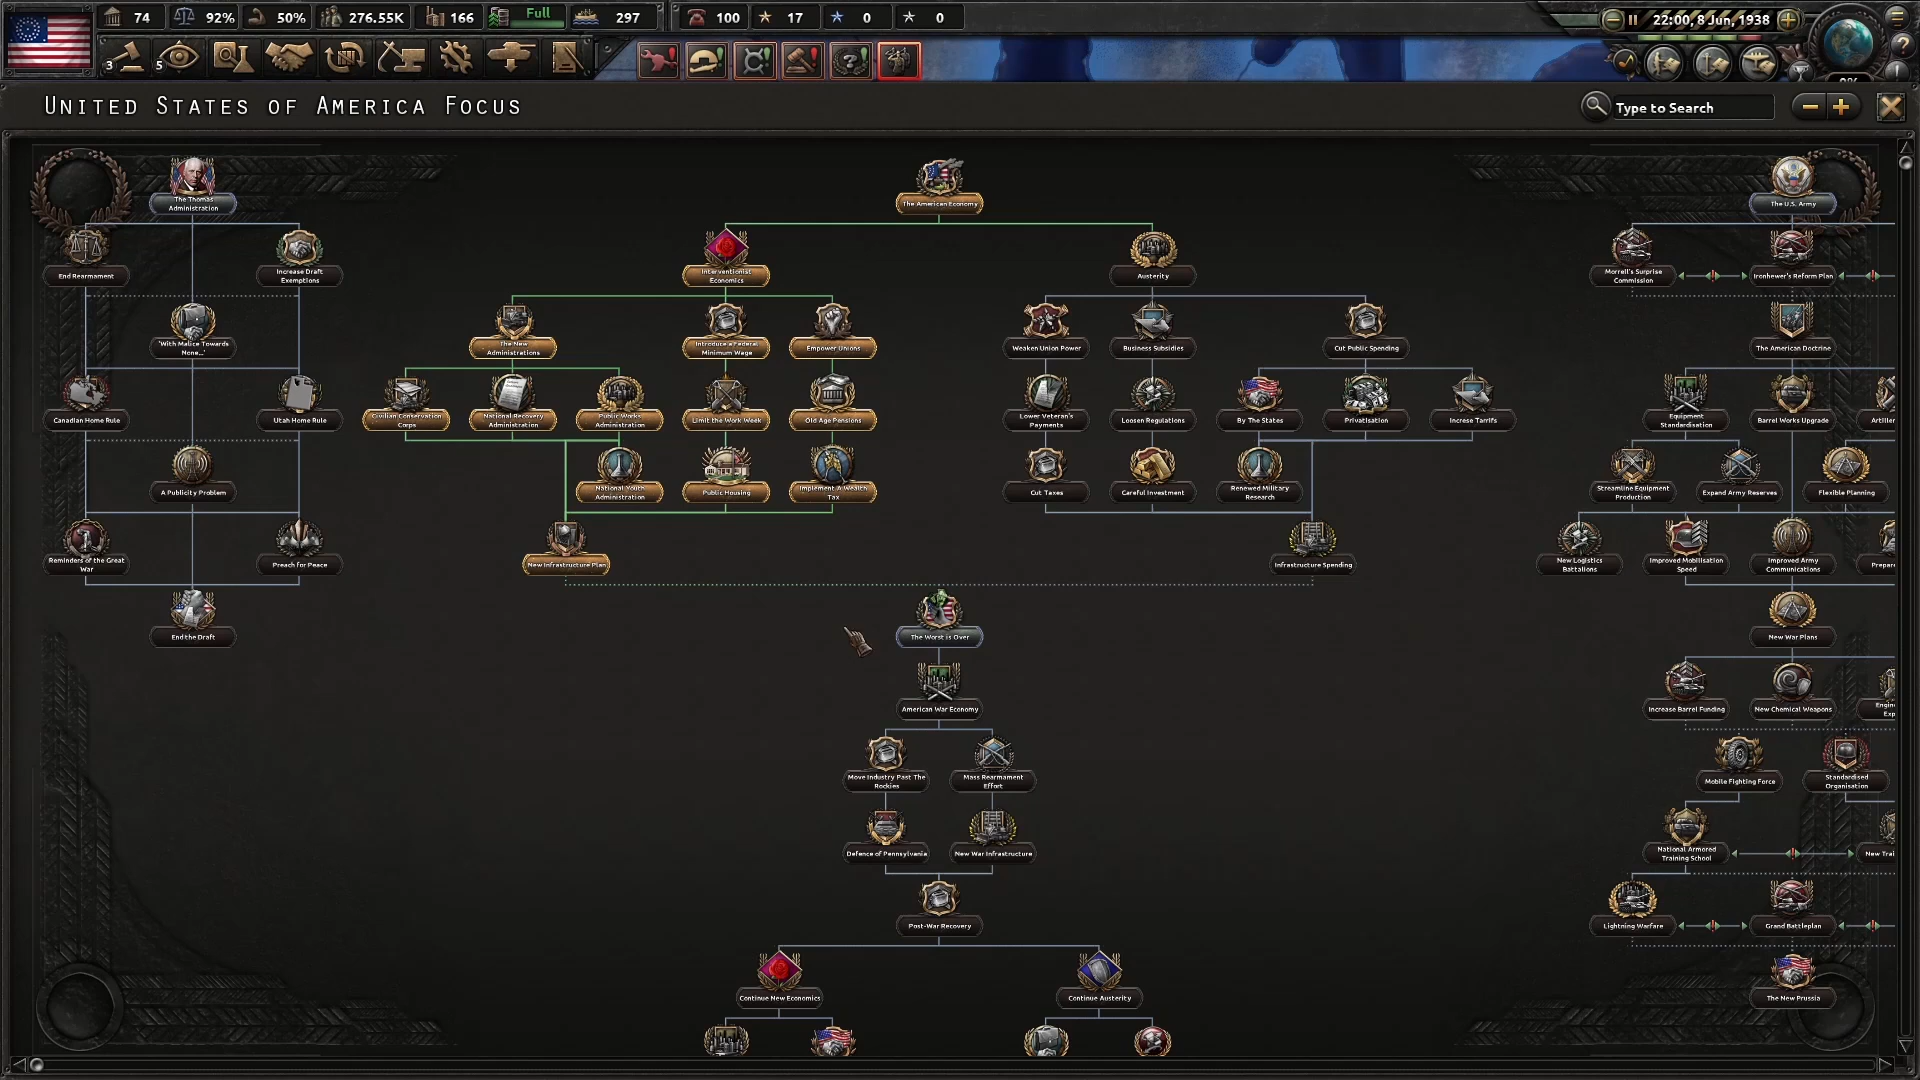 74 92% 50% 276.55K 166 Full 297 100 17 0 0 22:00, 8 Jun, 1938
3 5
United States of America Focus
Type to Search
The Thomas Administration
The American Economy
The U.S. Army
End Rearmament
Increase Draft Exemptions
Interventionist Economics
Austerity
Morrell's Surprise Commission
Ironhewer's Reform Plan
'With Malice Towards None...'
The New Administrations
Introduce a Federal Minimum Wage
Empower Unions
Weaken Union Power
Business Subsidies
Cut Public Spending
The American Doctrine
Canadian Home Rule
Utah Home Rule
Civilian Conservation Corps
National Recovery Administration
Public Works Administration
Limit the Work Week
Old Age Pensions
Lower Veteran's Payments
Loosen Regulations
By The States
Privatisation
Increse Tarrifs
Equipment Standardisation
Barrel Works Upgrade
Artiller
A Publicity Problem
National Youth Administration
Public Housing
Implement A Wealth Tax
Cut Taxes
Careful Investment
Renewed Military Research
Streamline Equipment Production
Expand Army Reserves
Flexible Planning
Reminders of the Great War
Preach for Peace
New Infrastructure Plan
Infrastructure Spending
New Logistics Battalions
Improved Mobilisation Speed
Improved Army Communications
Prepare
End the Draft
The Worst is Over
New War Plans
American War Economy
Increase Barrel Funding
New Chemical Weapons
Engin
Exp
Move Industry Past The Rockies
Mass Rearmament Effort
Mobile Fighting Force
Standardised Organisation
Defence of Pennsylvania
New War Infrastructure
National Armored Training School
New Trai
Post-War Recovery
Lightning Warfare
Grand Battleplan
Continue New Economics
Continue Austerity
The New Prussia